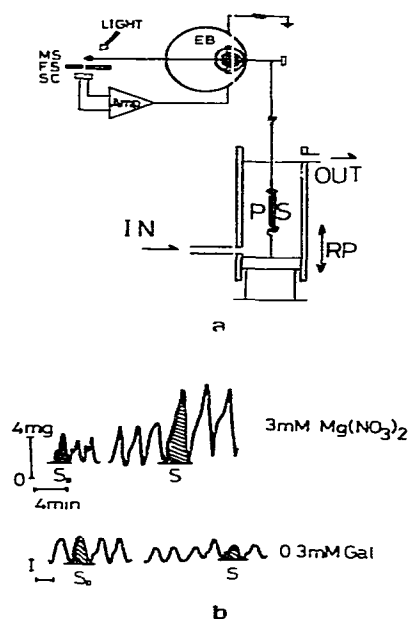 LIGHT
EB
MS
FS
SC
Amp
OUT
PS
IN
RP
a
4mg
3mM Mg(NO3)2
0
S₀
S
4min
I
0 3mM Gal
S₀
S
b